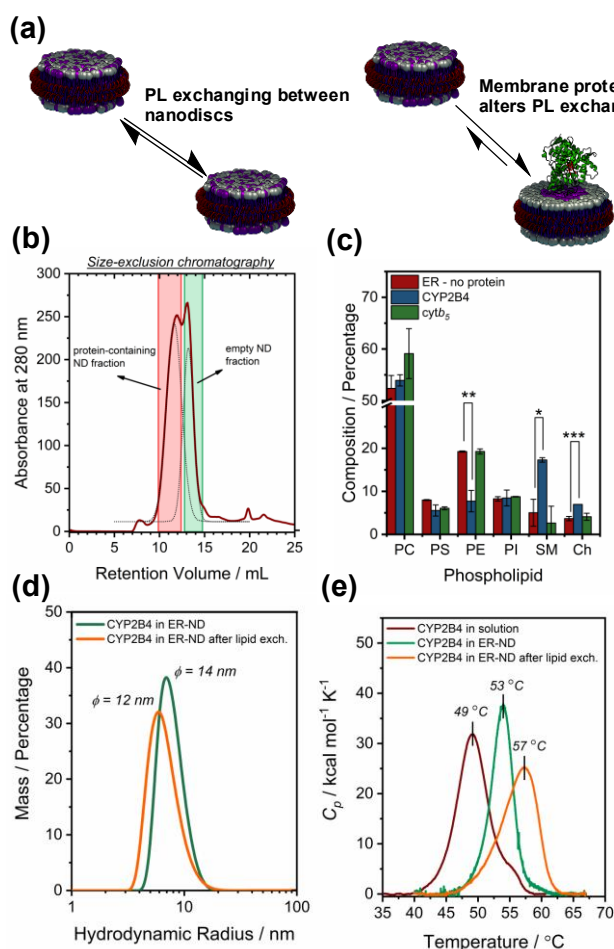 (a)
PL exchanging between
nanodiscs
Membrane prote
alters PL exchar
(b)
Size-exclusion chromatography
300
250
200
150
100
50
0
Absorbance at 280 nm
protein-containing
ND fraction
empty ND
fraction
0 5 10 15 20 25
Retention Volume / mL
(c)
ER - no protein
CYP2B4
cytb5
Composition / Percentage
70
50
20
10
0
**
*
***
PC PS PE PI SM Ch
Phospholipid
(d)
CYP2B4 in ER-ND
CYP2B4 in ER-ND after lipid exch.
ϕ = 14 nm
ϕ = 12 nm
50
40
30
20
10
0
Mass / Percentage
1 10 100
Hydrodynamic Radius / nm
(e)
CYP2B4 in solution
CYP2B4 in ER-ND
CYP2B4 in ER-ND after lipid exch.
53 °C
49 °C
57 °C
50
40
30
20
10
0
Cp / kcal mol⁻¹ K⁻¹
35 45 50 55 60 65 70
Temperature / °C